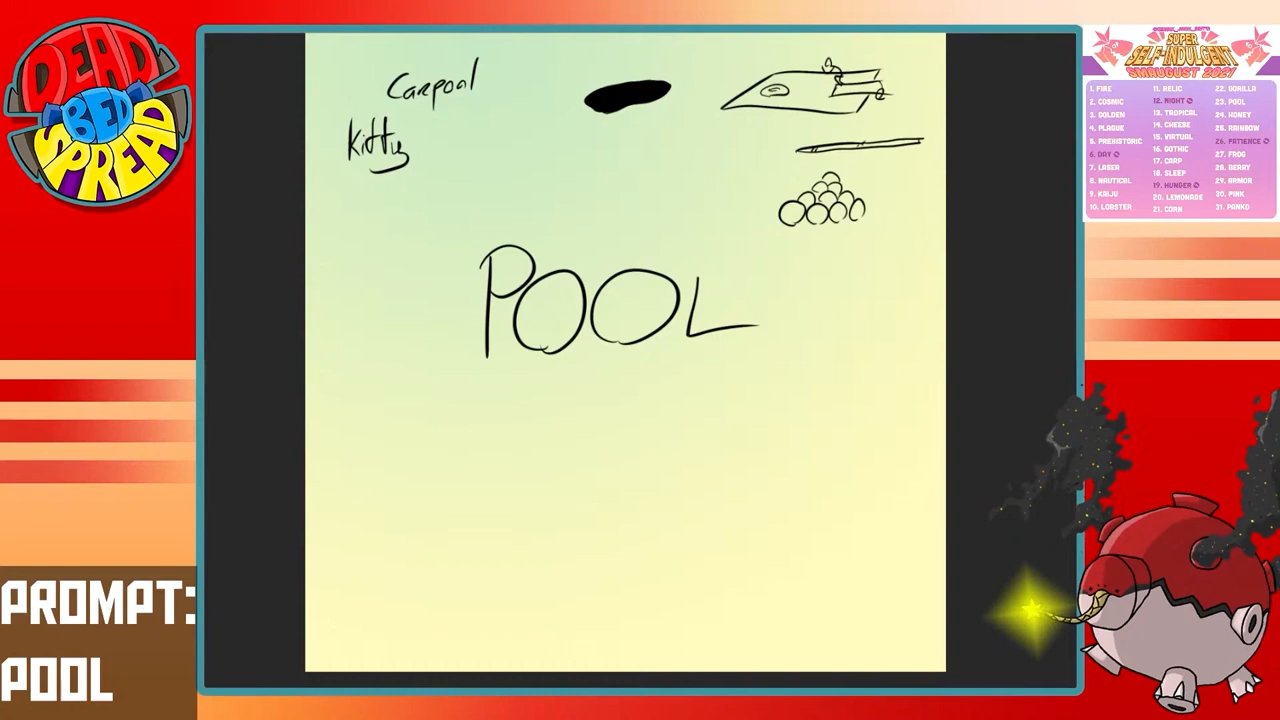 DEAD
BED
SPREAD
Carpool
Kitty
POOL
PROMPT:
POOL
SUPER
SELF-INDULGENT
SMAUGUST 2021
1. FIRE
2. COSMIC
3. GOLDEN
4. PLAGUE
5. PREHISTORIC
6. DAY
7. LASER
8. NAUTICAL
9. KAIJU
10. LOBSTER
11. RELIC
12. NIGHT
13. TROPICAL
14. CHEESE
15. VIRTUAL
16. GOTHIC
17. CARP
18. SLEEP
19. HUNGER
20. LEMONADE
21. CORN
22. GORILLA
23. POOL
24. HONEY
25. RAINBOW
26. PATIENCE
27. FROG
28. BERRY
29. ARMOR
30. PINK
31. PANKO